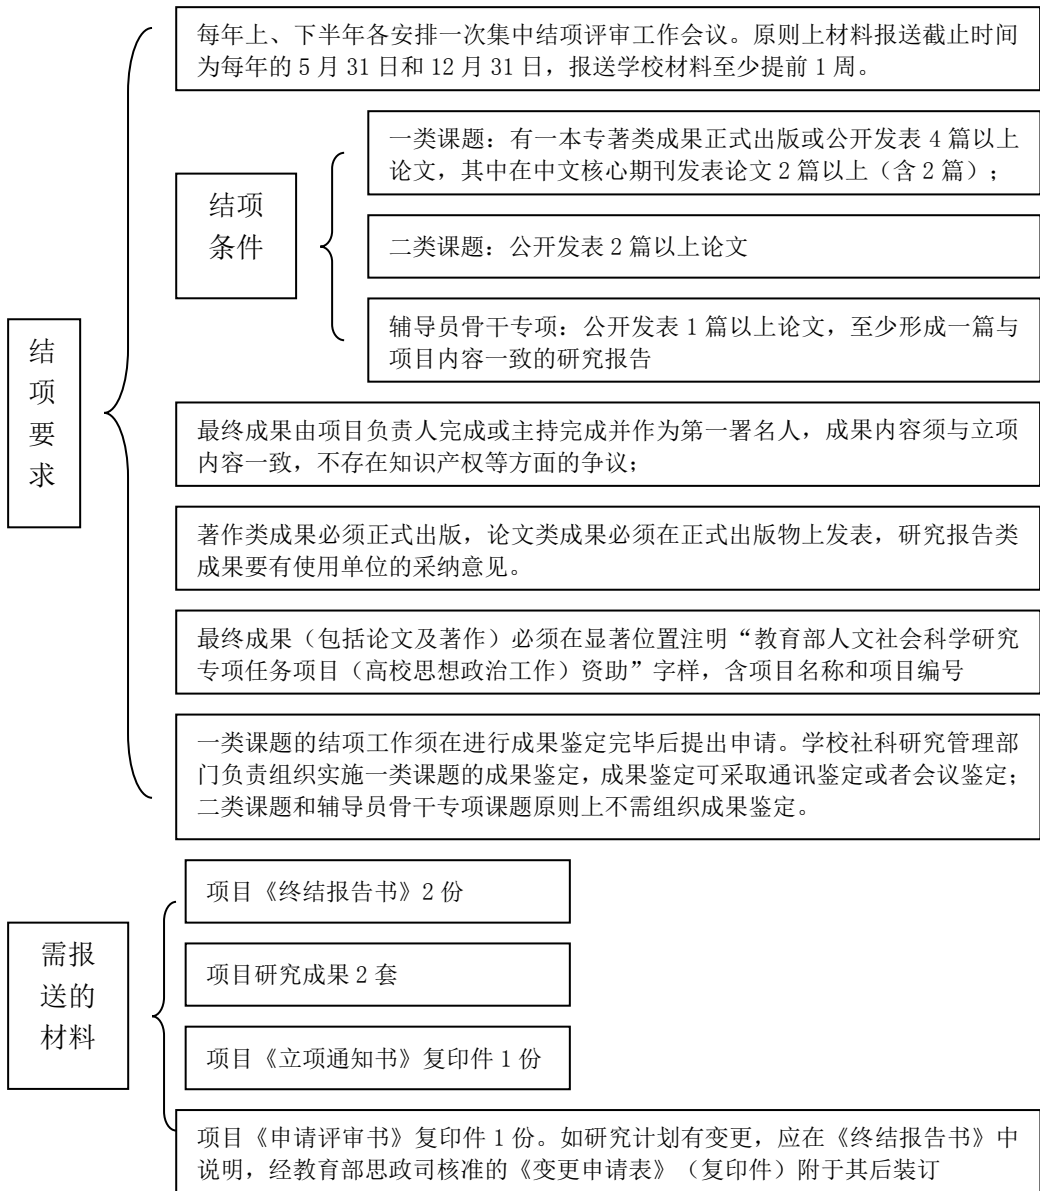 每年上、下半年各安排一次集中结项评审工作会议。原则上材料报送截止时间
为每年的 5 月 31 日和 12 月 31 日，报送学校材料至少提前 1 周。
结项要求
结项
条件
一类课题：有一本专著类成果正式出版或公开发表 4 篇以上
论文，其中在中文核心期刊发表论文 2 篇以上（含 2 篇）；
二类课题：公开发表 2 篇以上论文
辅导员骨干专项：公开发表 1 篇以上论文，至少形成一篇与
项目内容一致的研究报告
最终成果由项目负责人完成或主持完成并作为第一署名人，成果内容须与立项
内容一致，不存在知识产权等方面的争议；
著作类成果必须正式出版，论文类成果必须在正式出版物上发表，研究报告类
成果要有使用单位的采纳意见。
最终成果（包括论文及著作）必须在显著位置注明“教育部人文社会科学研究
专项任务项目（高校思想政治工作）资助”字样，含项目名称和项目编号
一类课题的结项工作须在进行成果鉴定完毕后提出申请。学校社科研究管理部
门负责组织实施一类课题的成果鉴定，成果鉴定可采取通讯鉴定或者会议鉴定；
二类课题和辅导员骨干专项课题原则上不需组织成果鉴定。
需报
送的
材料
项目《终结报告书》2 份
项目研究成果 2 套
项目《立项通知书》复印件 1 份
项目《申请评审书》复印件 1 份。如研究计划有变更，应在《终结报告书》中
说明，经教育部思政司核准的《变更申请表》（复印件）附于其后装订